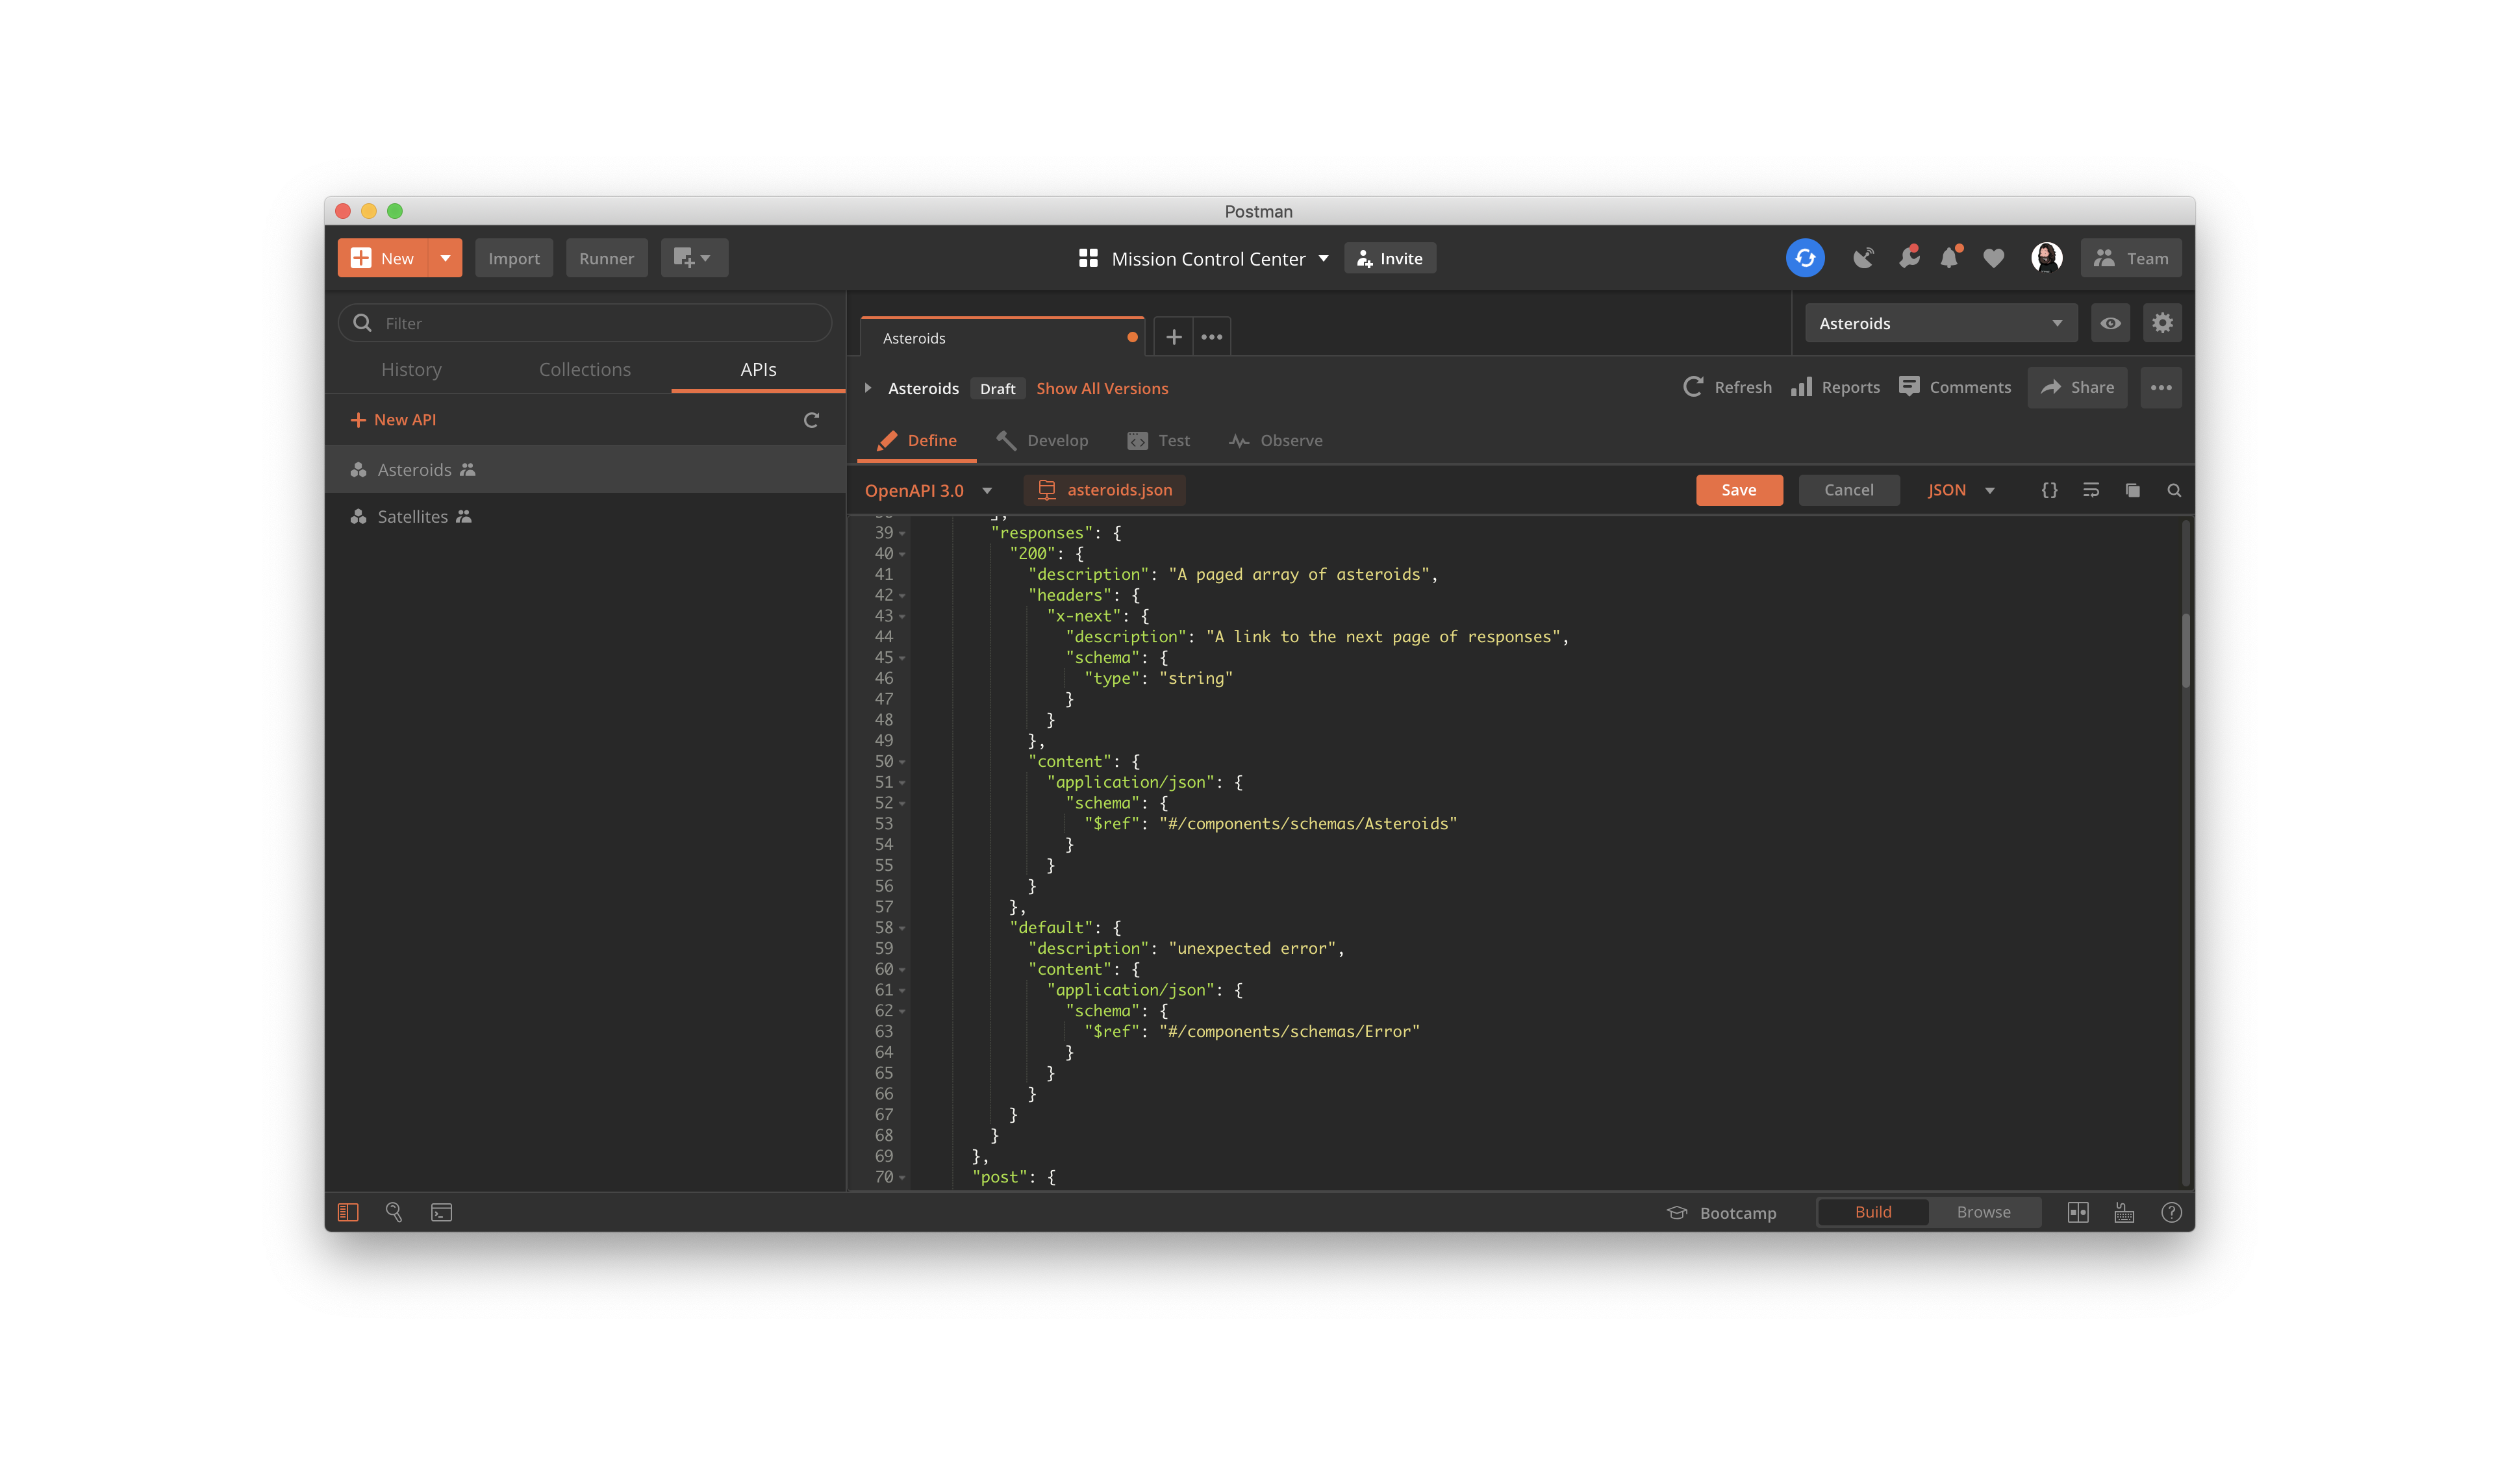 Postman
New
Import
Runner
Mission Control Center
Invite
Team
Filter
History
Collections
APIs
New API
Asteroids
Satellites
Asteroids
Asteroids
Asteroids
Draft
Show All Versions
Refresh
Reports
Comments
Share
Define
Develop
Test
Observe
OpenAPI 3.0
asteroids.json
Save
Cancel
JSON
39 "responses": {
40 "200": {
41 "description": "A paged array of asteroids",
42 "headers": {
43 "x-next": {
44 "description": "A link to the next page of responses",
45 "schema": {
46 "type": "string"
47 }
48 }
49 },
50 "content": {
51 "application/json": {
52 "schema": {
53 "$ref": "#/components/schemas/Asteroids"
54 }
55 }
56 }
57 },
58 "default": {
59 "description": "unexpected error",
60 "content": {
61 "application/json": {
62 "schema": {
63 "$ref": "#/components/schemas/Error"
64 }
65 }
66 }
67 }
68 }
69 },
70 "post": {
Bootcamp
Build
Browse